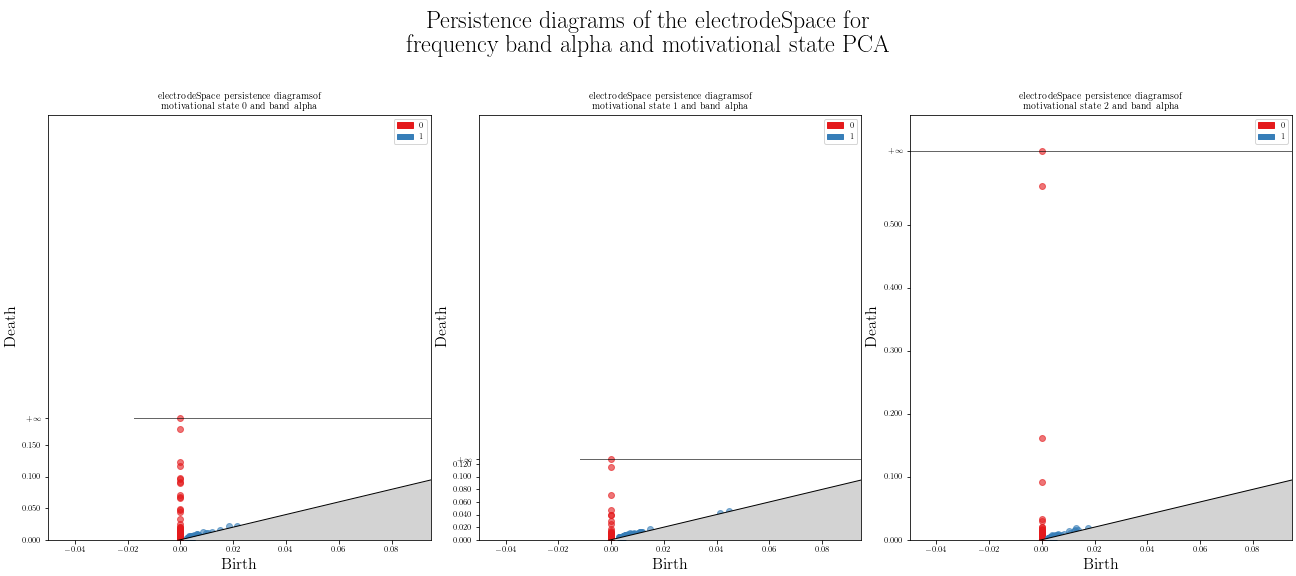 Persistence diagrams of the electrodeSpace for
frequency band alpha and motivational state PCA
electrodeSpace persistence diagramsof
motivational state 0 and band alpha
0
1
+∞
0.150
0.100
0.050
0.000
Death
−0.04 −0.02 0.00 0.02 0.04 0.06 0.08
Birth
electrodeSpace persistence diagramsof
motivational state 1 and band alpha
0
1
+∞
0.120
0.100
0.080
0.060
0.040
0.020
0.000
Death
−0.04 −0.02 0.00 0.02 0.04 0.06 0.08
Birth
electrodeSpace persistence diagramsof
motivational state 2 and band alpha
0
1
+∞
0.500
0.400
0.300
0.200
0.100
0.000
Death
−0.04 −0.02 0.00 0.02 0.04 0.06 0.08
Birth